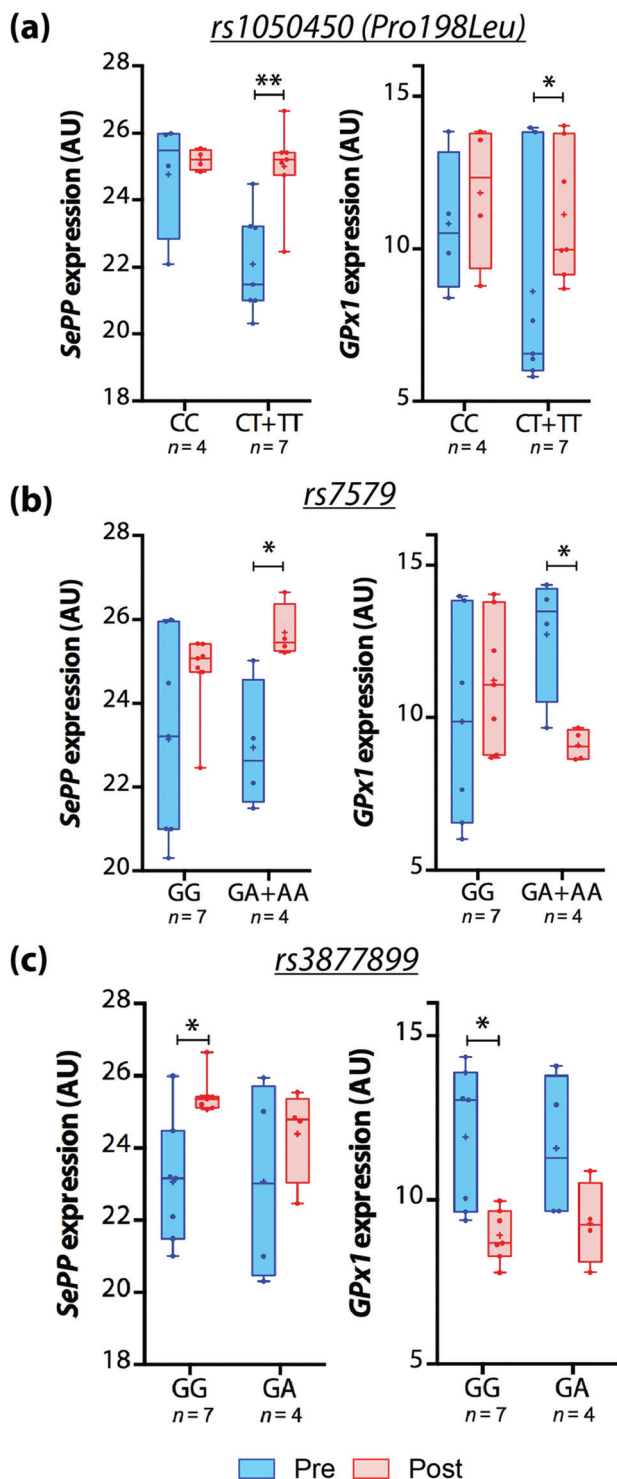 (a) rs1050450 (Pro198Leu)
SePP expression (AU)
28
26
24
22
20
18
**
CC
n = 4
CT+TT
n = 7
GPx1 expression (AU)
15
10
5
*
CC
n = 4
CT+TT
n = 7
(b) rs7579
SePP expression (AU)
28
26
24
22
20
*
GG
n = 7
GA+AA
n = 4
GPx1 expression (AU)
15
10
5
*
GG
n = 7
GA+AA
n = 4
(c) rs3877899
SePP expression (AU)
28
26
24
22
20
18
*
GG
n = 7
GA
n = 4
GPx1 expression (AU)
15
10
5
*
GG
n = 7
GA
n = 4
Pre Post